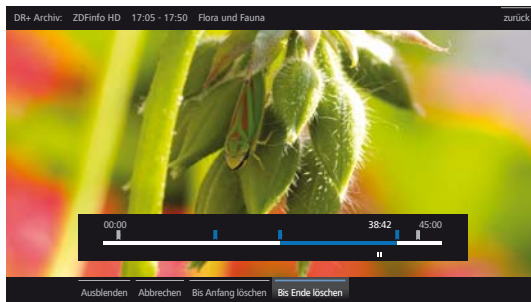 DR+ Archiv: ZDFinfo HD 17:05 - 17:50 Flora und Fauna zurück
00:00 38:42 45:00
Ausblenden Abbrechen Bis Anfang löschen Bis Ende löschen